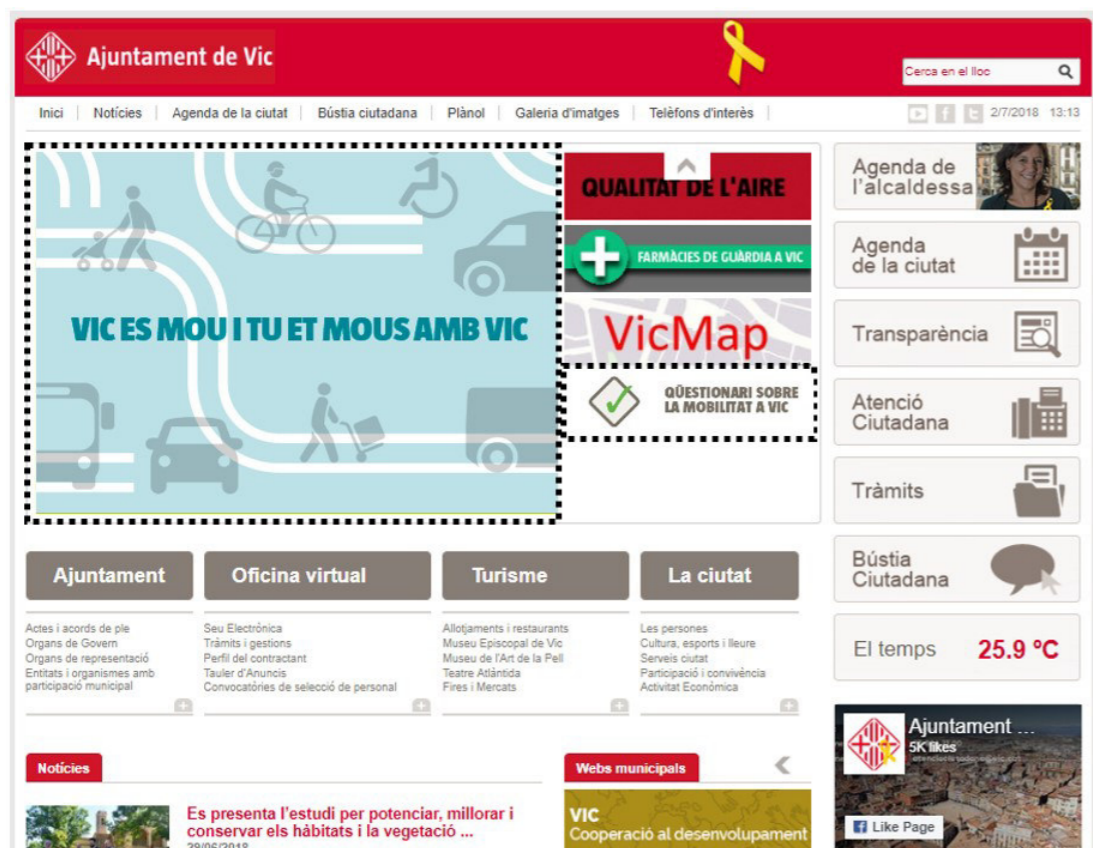 Ajuntament de Vic
Cerca en el lloc
Inici | Notícies | Agenda de la ciutat | Bústia ciutadana | Plànol | Galeria d'imatges | Telèfons d'interès |
2/7/2018 13:13
VIC ES MOU I TU ET MOUS AMB VIC
QUALITAT DE L'AIRE
FARMÀCIES DE GUÀRDIA A VIC
VicMap
QÜESTIONARI SOBRE
LA MOBILITAT A VIC
Agenda de
l'alcaldessa
Agenda
de la ciutat
Transparència
Atenció
Ciutadana
Tràmits
Bústia
Ciutadana
El temps 25.9 ºC
Ajuntament
Actes i acords de ple
Organs de Govern
Organs de representació
Entitats i organismes amb
participació municipal
Oficina virtual
Seu Electrònica
Tràmits i gestions
Perfil del contractant
Tauler d'Anuncis
Convocatòries de selecció de personal
Turisme
Allotjaments i restaurants
Museu Episcopal de Vic
Museu de l'Art de la Pell
Teatre Atlàntida
Fires i Mercats
La ciutat
Les persones
Cultura, esports i lleure
Serveis ciutat
Participació i convivència
Activitat Econòmica
Notícies
Es presenta l'estudi per potenciar, millorar i
conservar els hàbitats i la vegetació ...
29/06/2018
Webs municipals
VIC
Cooperació al desenvolupament
Ajuntament ...
5K likes
Like Page